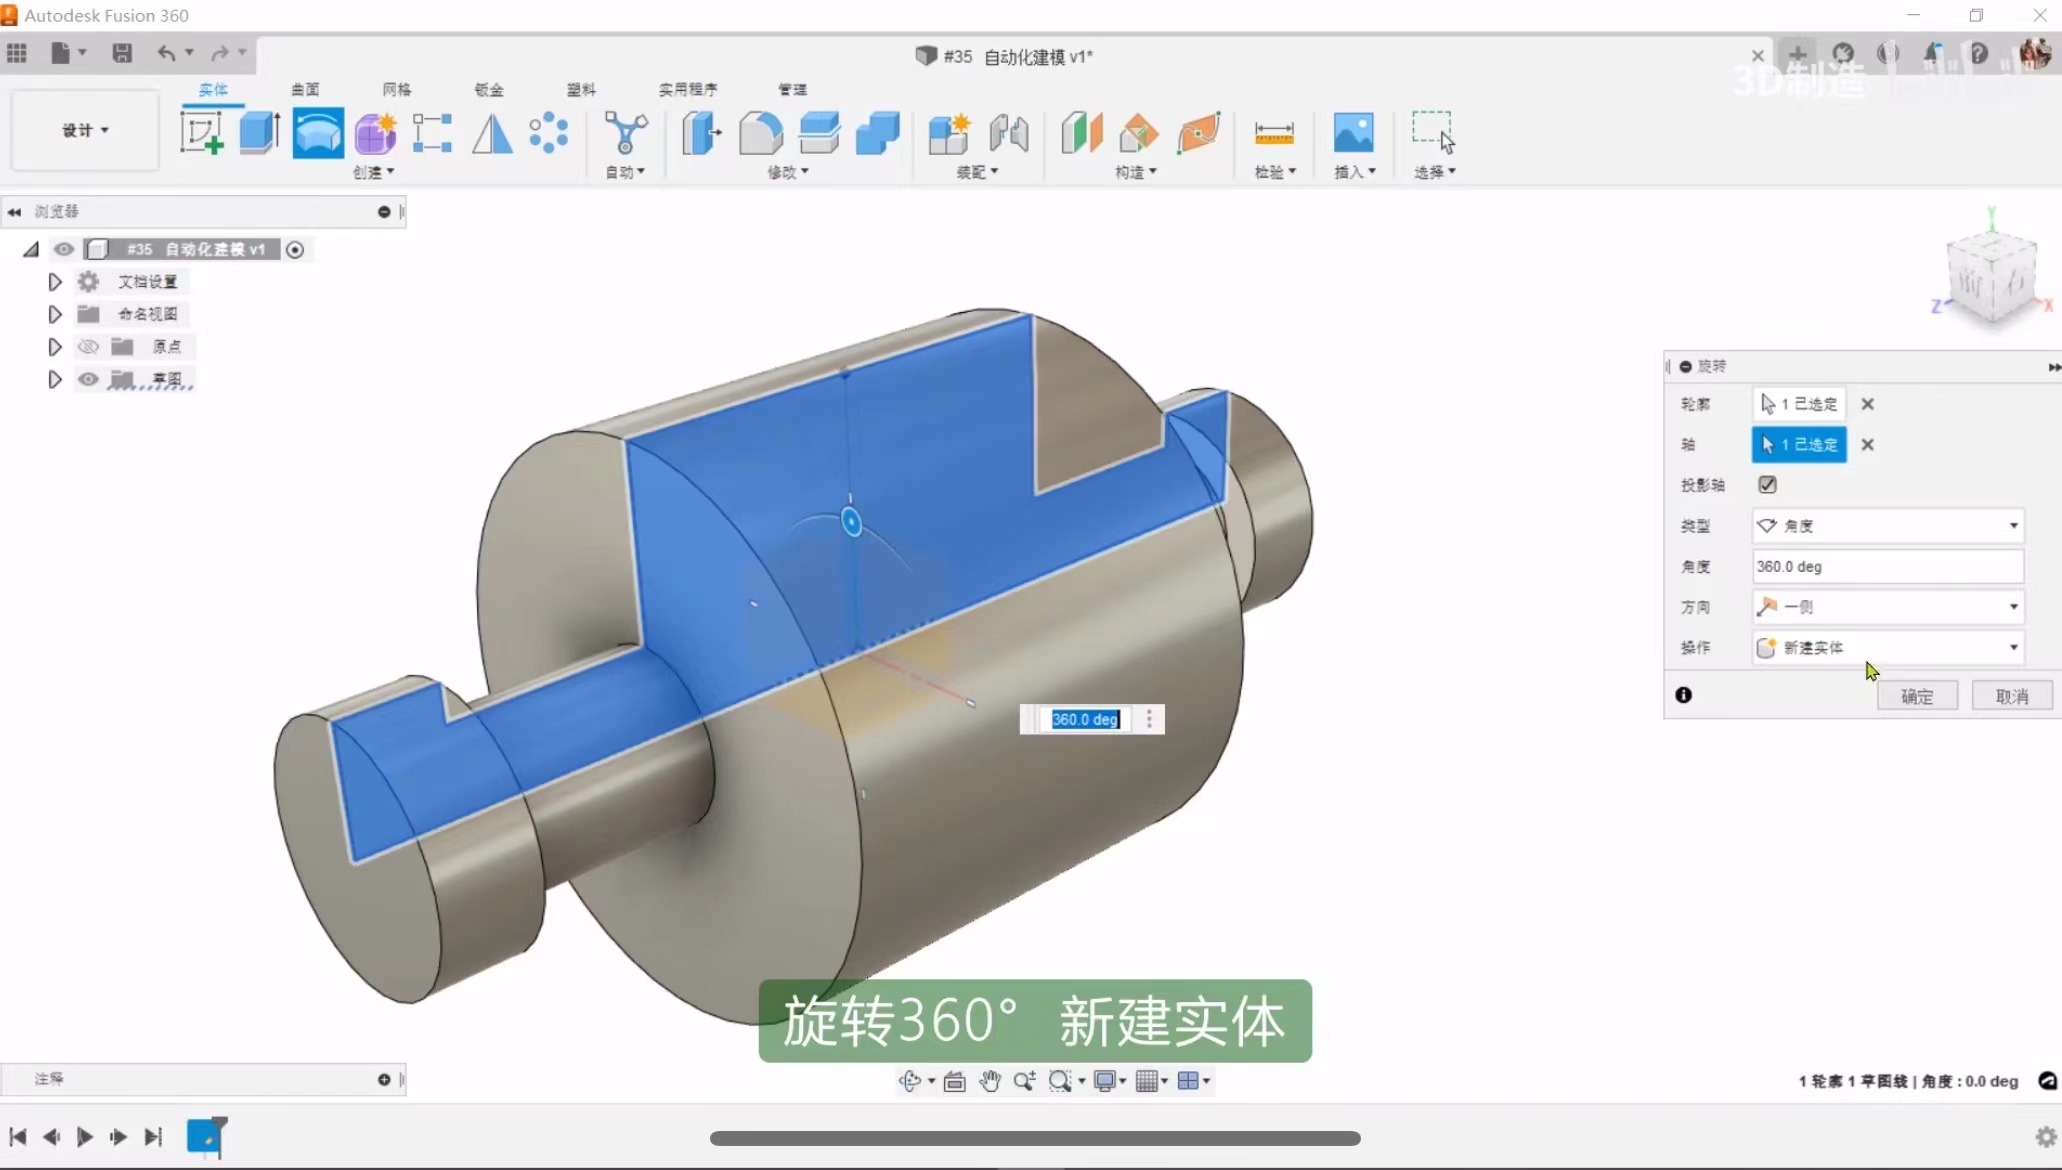 Autodesk Fusion 360
#35 自动化建模 v1*
3D制造
实体 曲面 网格 钣金 塑料 实用程序 管理
设计
创建 自动 修改 装配 构造 检验 插入 选择
浏览器
#35 自动化建模 v1
文档设置
命名视图
原点
草图
Y
前 右
Z X
旋转
轮廓 1 已选定
轴 1 已选定
投影轴
类型 角度
角度 360.0 deg
方向 一侧
操作 新建实体
确定 取消
360.0 deg
旋转360° 新建实体
注释
1 轮廓 1 草图线 | 角度 : 0.0 deg